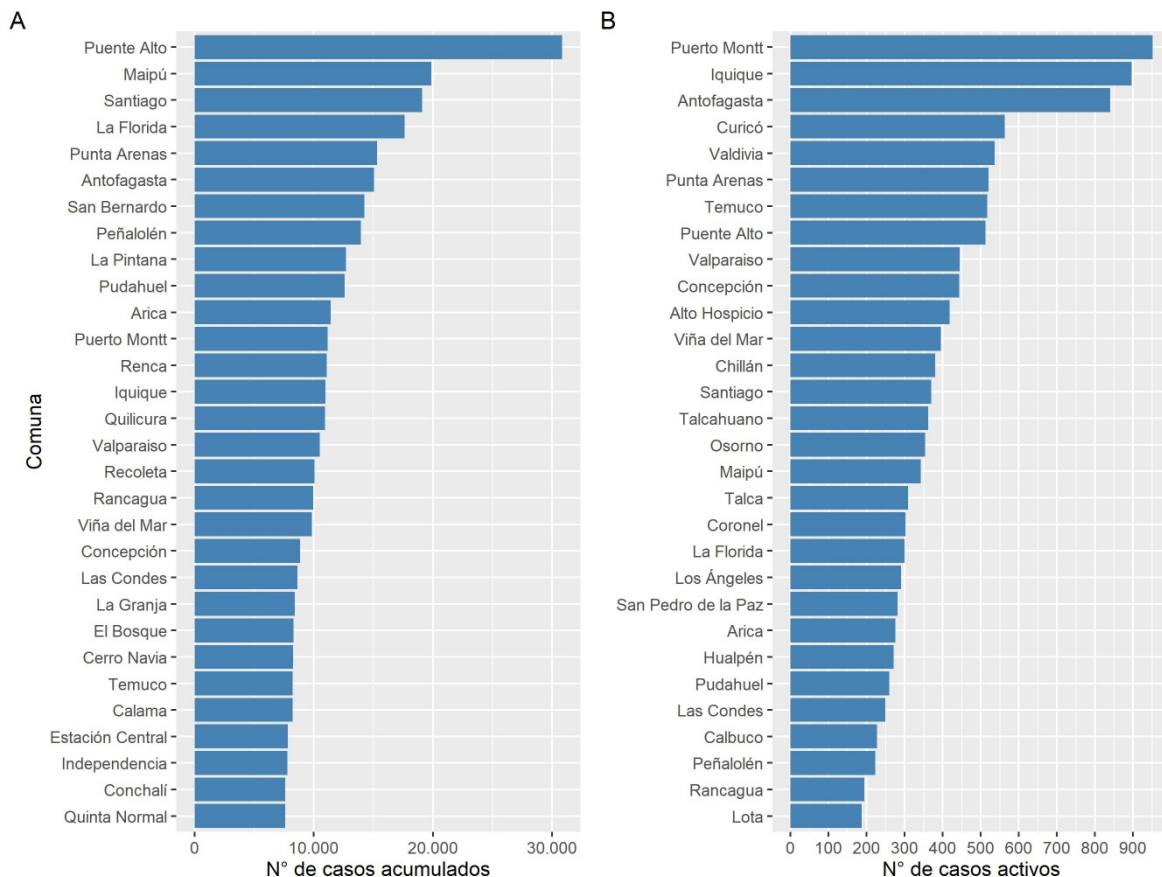 A
Puente Alto
Maipú
Santiago
La Florida
Punta Arenas
Antofagasta
San Bernardo
Peñalolén
La Pintana
Pudahuel
Arica
Puerto Montt
Renca
Iquique
Quilicura
Valparaiso
Recoleta
Rancagua
Viña del Mar
Concepción
Las Condes
La Granja
El Bosque
Cerro Navia
Temuco
Calama
Estación Central
Independencia
Conchalí
Quinta Normal
Comuna
0 10.000 20.000 30.000
N° de casos acumulados
B
Puerto Montt
Iquique
Antofagasta
Curicó
Valdivia
Punta Arenas
Temuco
Puente Alto
Valparaiso
Concepción
Alto Hospicio
Viña del Mar
Chillán
Santiago
Talcahuano
Osorno
Maipú
Talca
Coronel
La Florida
Los Ángeles
San Pedro de la Paz
Arica
Hualpén
Pudahuel
Las Condes
Calbuco
Peñalolén
Rancagua
Lota
0 100 200 300 400 500 600 700 800 900
N° de casos activos